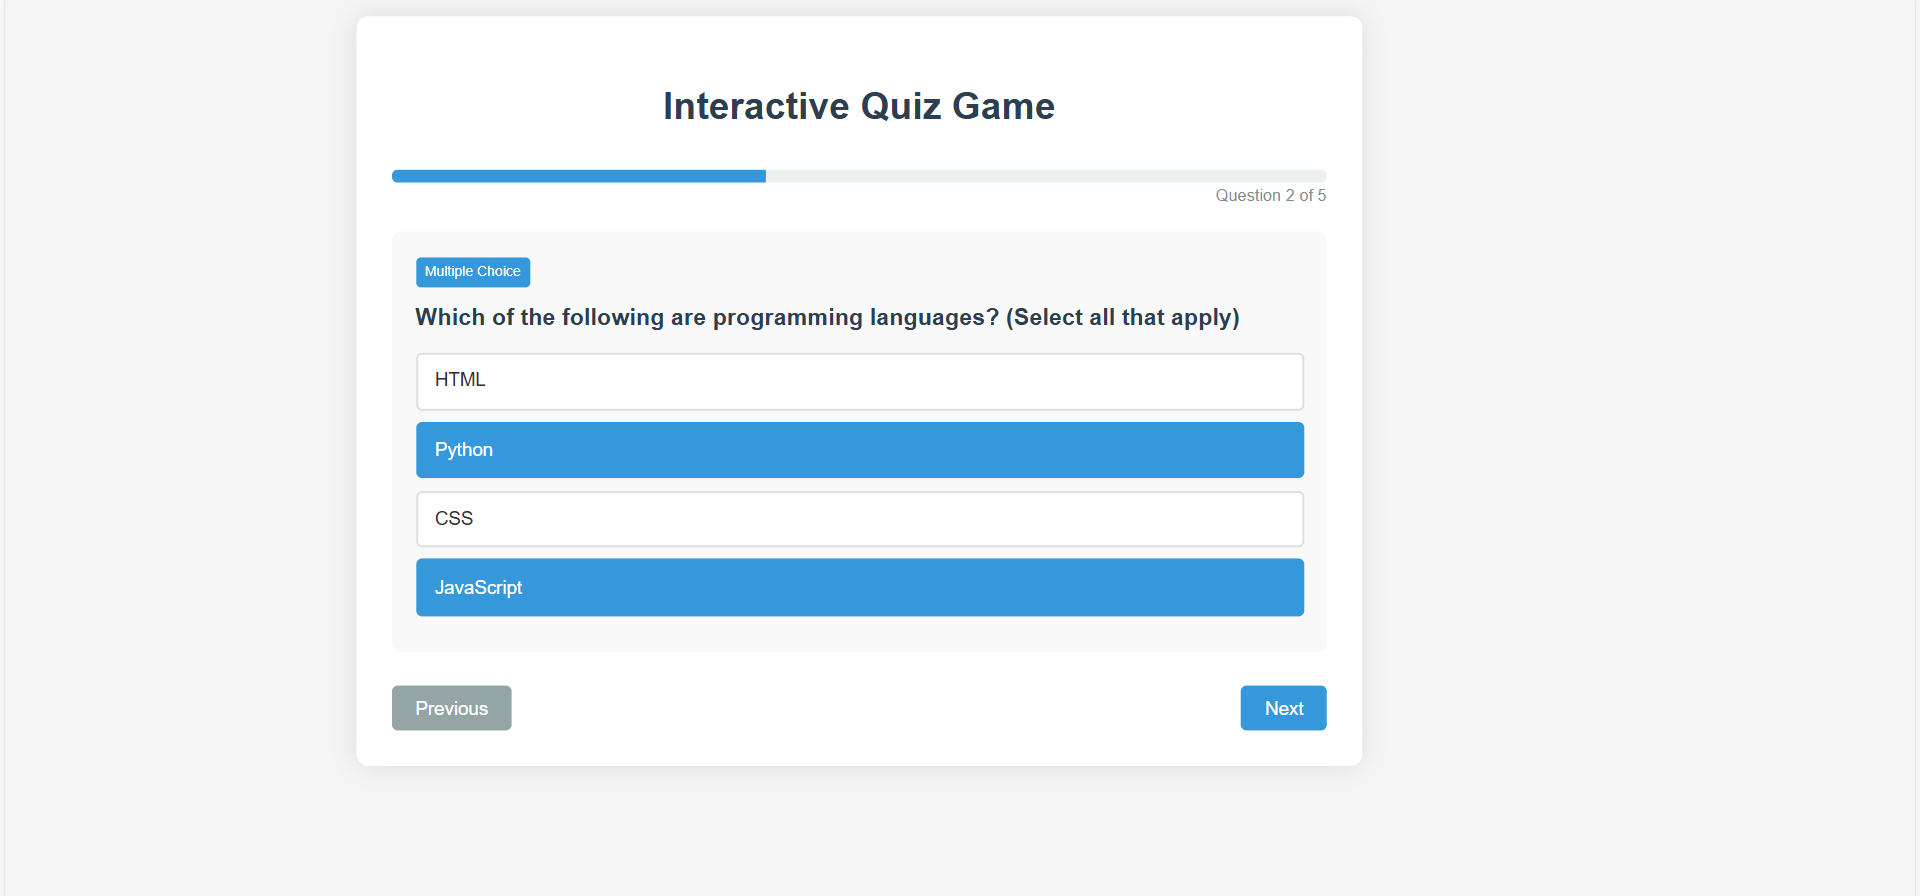 Interactive Quiz Game
Question 2 of 5
Multiple Choice
Which of the following are programming languages? (Select all that apply)
HTML
Python
CSS
JavaScript
Previous
Next